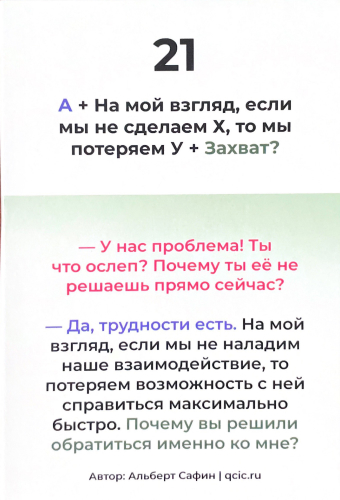 21
А + На мой взгляд, если
мы не сделаем Х, то мы
потеряем У + Захват?
— У нас проблема! Ты
что ослеп? Почему ты её не
решаешь прямо сейчас?
— Да, трудности есть. На мой
взгляд, если мы не наладим
наше взаимодействие, то
потеряем возможность с ней
справиться максимально
быстро. Почему вы решили
обратиться именно ко мне?
Автор: Альберт Сафин | qcic.ru